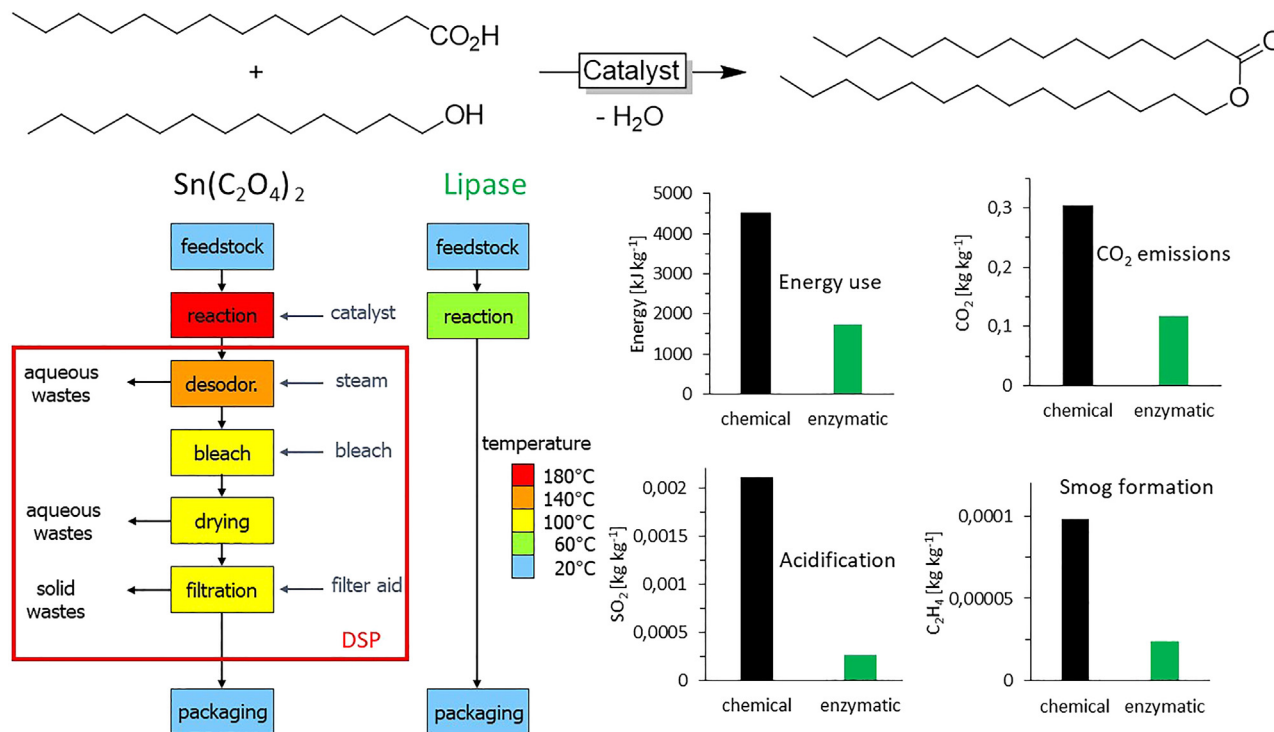 CO₂H
+
OH
Catalyst
- H₂O
O
O
Sn(C₂O₄)₂
Lipase
feedstock
feedstock
reaction
catalyst
reaction
aqueous
wastes
desodor.
steam
bleach
bleach
aqueous
wastes
drying
solid
wastes
filtration
filter aid
DSP
packaging
packaging
temperature
180°C
140°C
100°C
60°C
20°C
Energy [kJ kg⁻¹]
5000
4000
3000
2000
1000
0
Energy use
chemical
enzymatic
CO₂ [kg kg⁻¹]
0,3
0,2
0,1
0
CO₂ emissions
chemical
enzymatic
SO₂ [kg kg⁻¹]
0,002
0,0015
0,001
0,0005
0
Acidification
chemical
enzymatic
Smog formation
C₂H₄ [kg kg⁻¹]
0,0001
0,00005
0
chemical
enzymatic